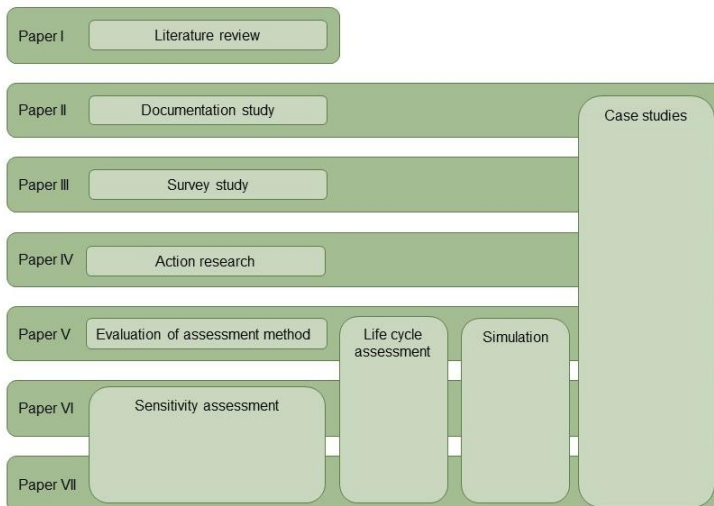 Paper I
Literature review
Paper II
Documentation study
Case studies
Paper III
Survey study
Paper IV
Action research
Paper V
Evaluation of assessment method
Life cycle
assessment
Simulation
Paper VI
Sensitivity assessment
Paper VII